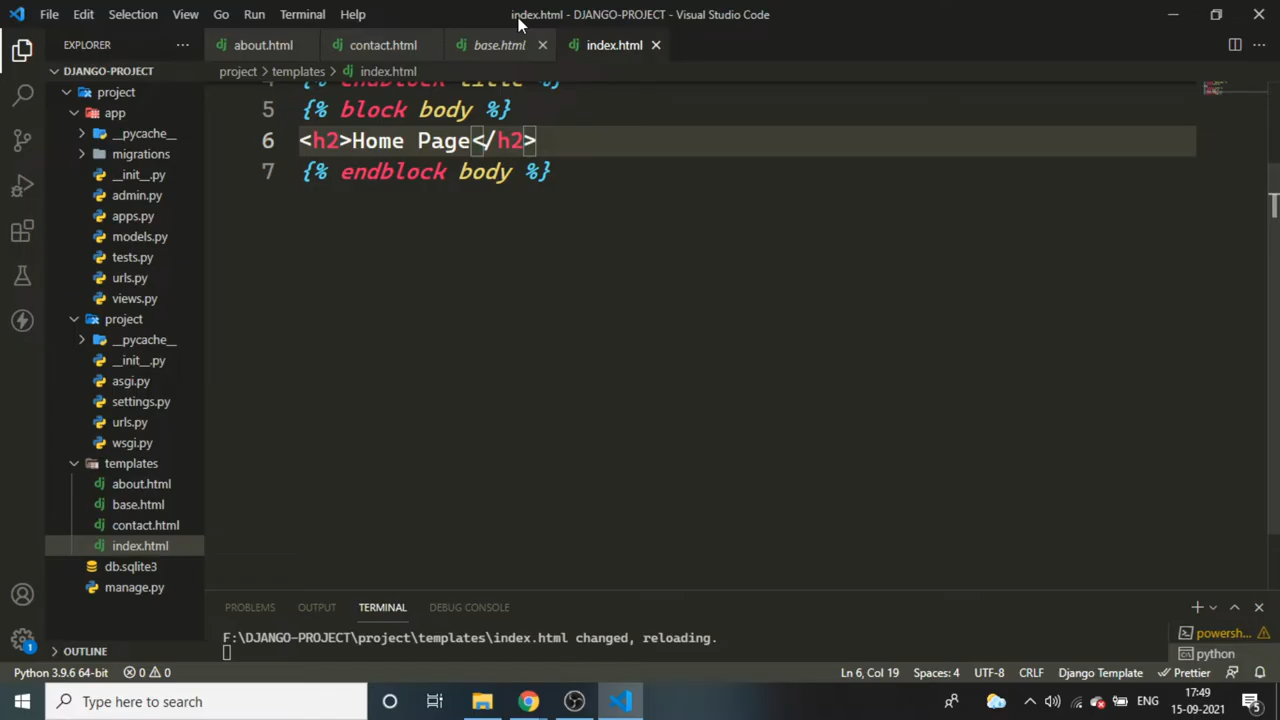 File Edit Selection View Go Run Terminal Help index.html - DJANGO-PROJECT - Visual Studio Code
EXPLORER about.html contact.html base.html index.html
DJANGO-PROJECT project > templates > index.html
project
app
__pycache__
migrations
__init__.py
admin.py
apps.py
models.py
tests.py
urls.py
views.py
project
__pycache__
__init__.py
asgi.py
settings.py
urls.py
wsgi.py
templates
about.html
base.html
contact.html
index.html
db.sqlite3
manage.py
OUTLINE
4 {% endblock title %}
5 {% block body %}
6 <h2>Home Page</h2>
7 {% endblock body %}
PROBLEMS OUTPUT TERMINAL DEBUG CONSOLE
F:\DJANGO-PROJECT\project\templates\index.html changed, reloading.
powersh...
python
Python 3.9.6 64-bit 0 0 Ln 6, Col 19 Spaces: 4 UTF-8 CRLF Django Template Prettier
Type here to search
ENG
17:49
15-09-2021
1
5